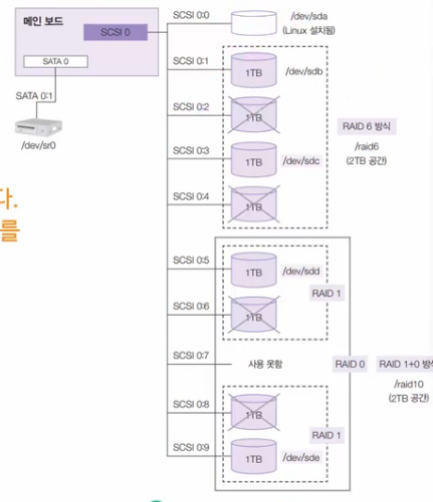 메인 보드
SCSI 0
SATA 0
SATA 0:1
/dev/sr0
다.
를
SCSI 0:0
/dev/sda
(Linux 설치됨)
SCSI 0:1
1TB
/dev/sdb
SCSI 0:2
1TB
RAID 6 방식
/raid6
(2TB 공간)
SCSI 0:3
1TB
/dev/sdc
SCSI 0:4
1TB
SCSI 0:5
1TB
/dev/sdd
RAID 1
SCSI 0:6
1TB
SCSI 0:7
사용 못함
RAID 0
RAID 1+0 방식
/raid10
(2TB 공간)
SCSI 0:8
1TB
RAID 1
SCSI 0:9
1TB
/dev/sde